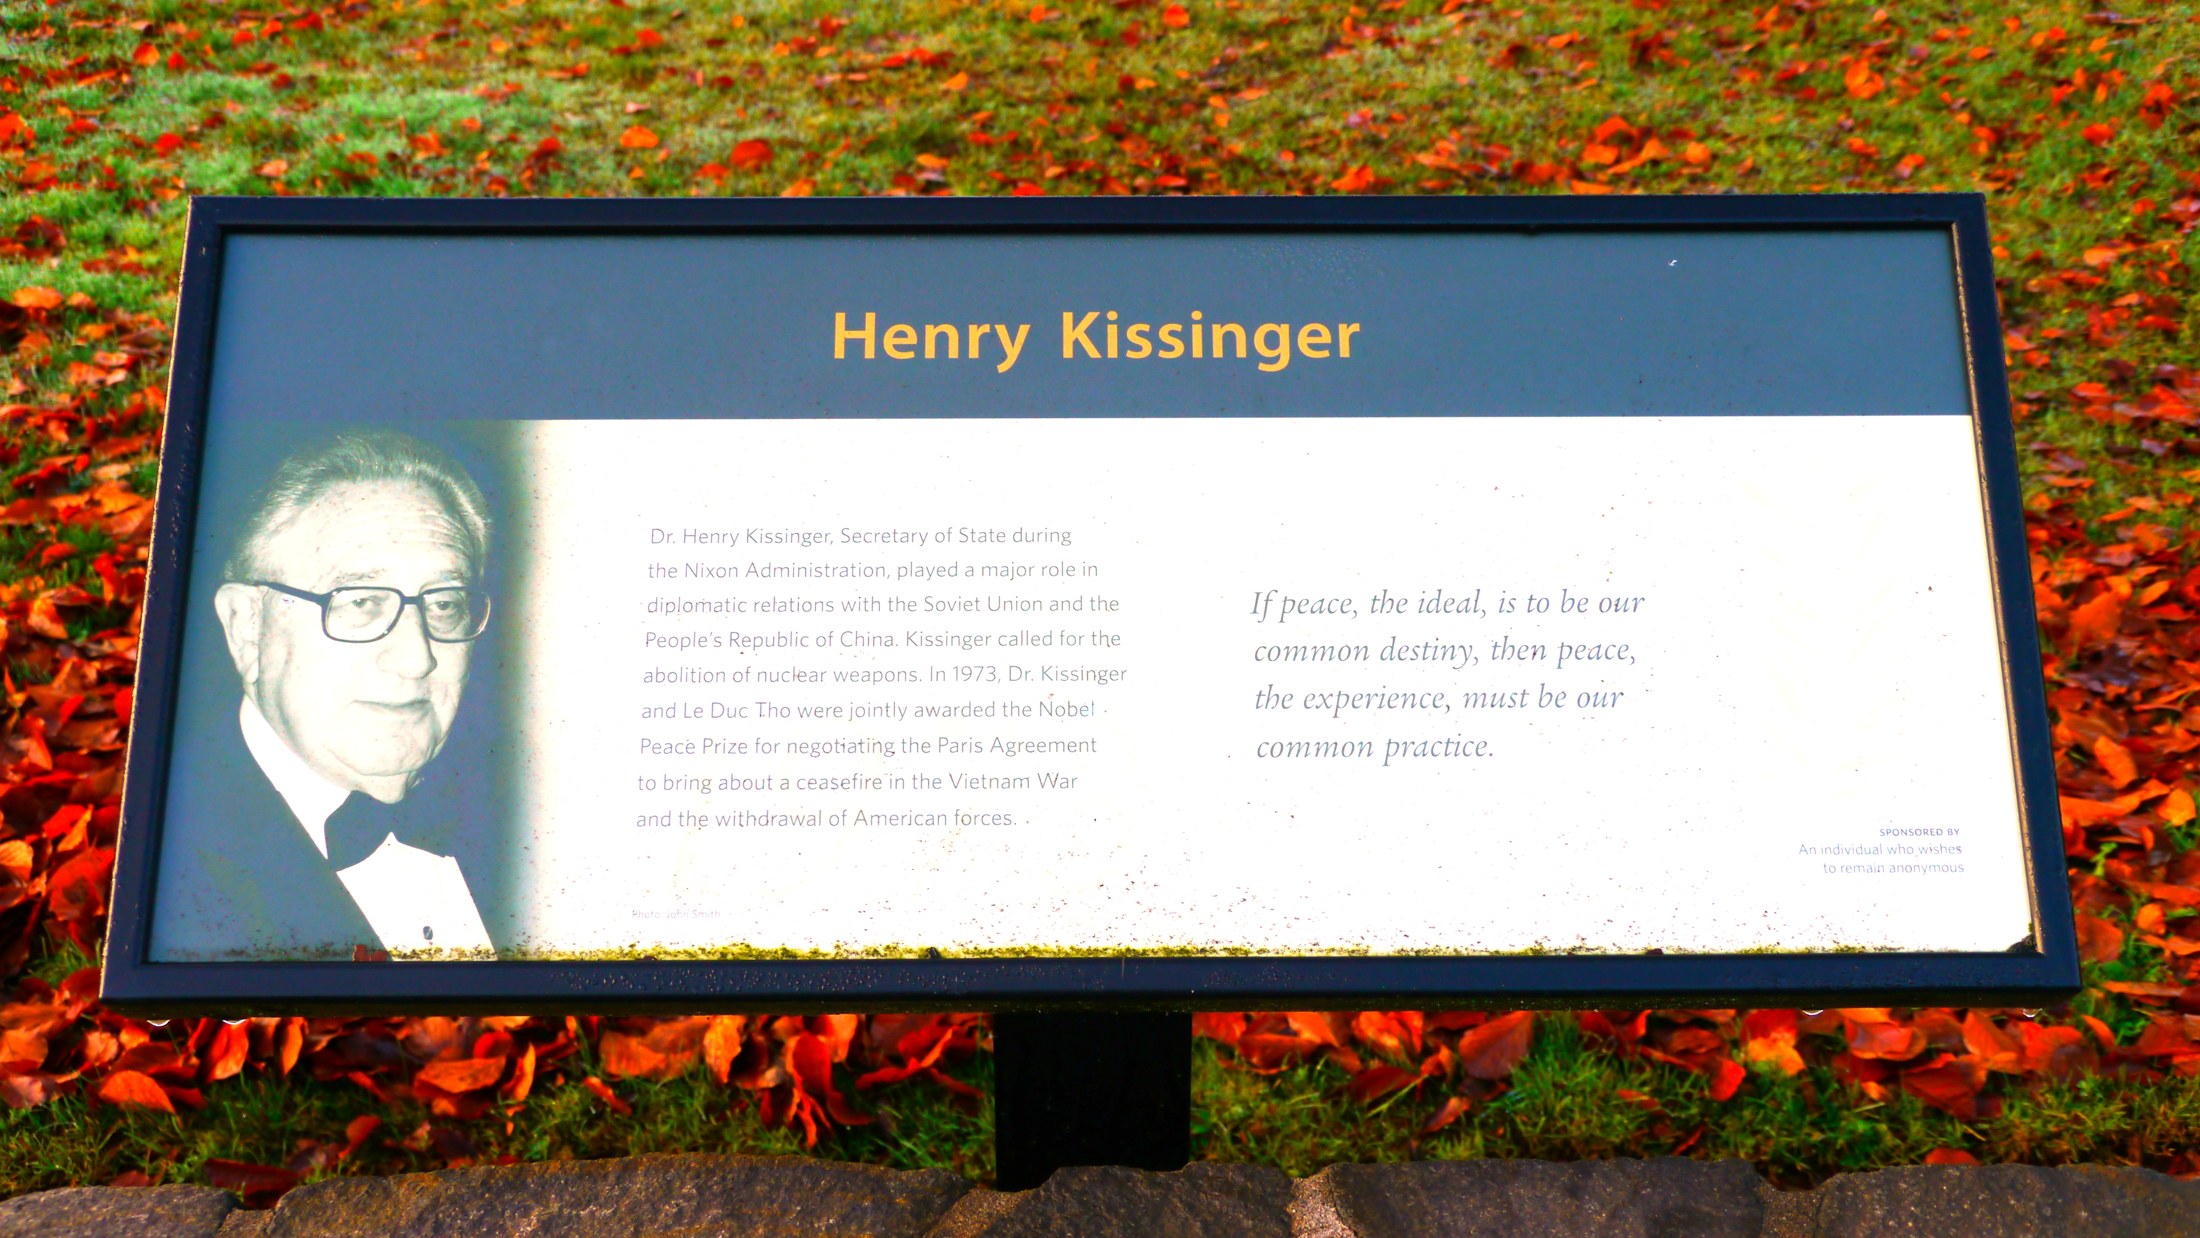 Henry Kissinger
Dr. Henry Kissinger, Secretary of State during
the Nixon Administration, played a major role in
diplomatic relations with the Soviet Union and the
People's Republic of China. Kissinger called for the
abolition of nuclear weapons. In 1973, Dr. Kissinger
and Le Duc Tho were jointly awarded the Nobel
Peace Prize for negotiating the Paris Agreement
to bring about a ceasefire in the Vietnam War
and the withdrawal of American forces.
Photo: John Smith
If peace, the ideal, is to be our
common destiny, then peace,
the experience, must be our
common practice.
SPONSORED BY
An individual who wishes
to remain anonymous